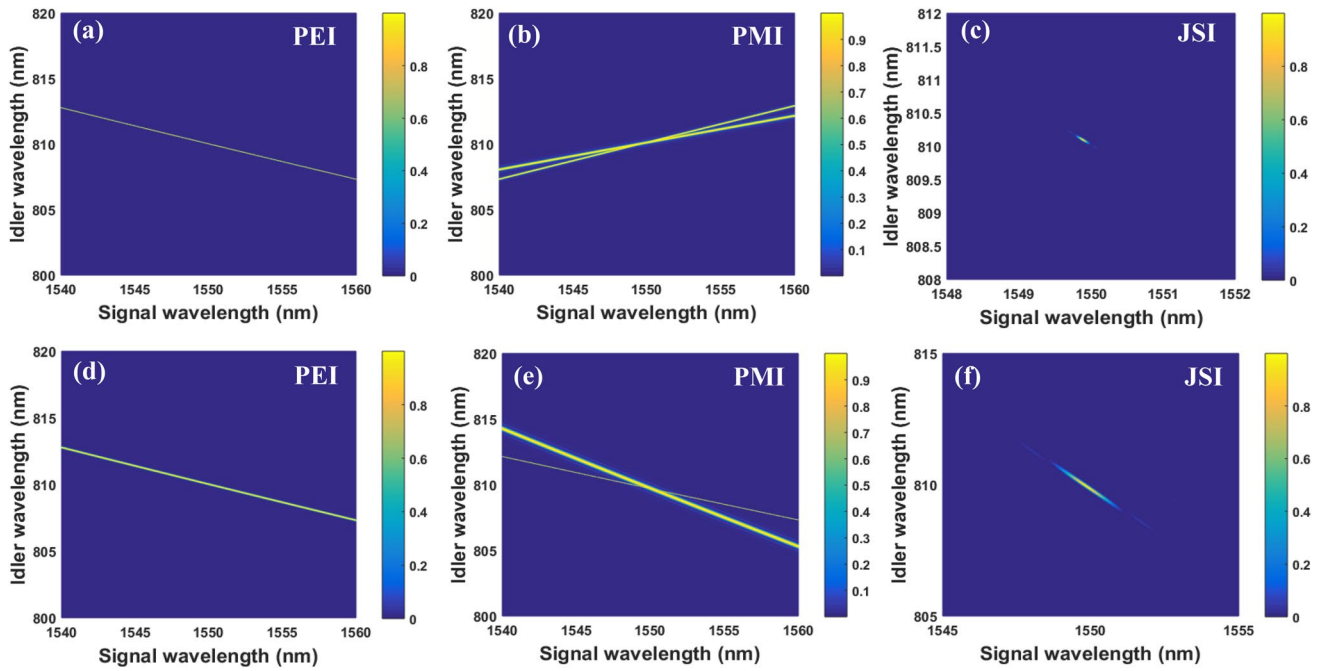 (a) PEI
Idler wavelength (nm)
820
815
810
805
800
1540 1545 1550 1555 1560
Signal wavelength (nm)
0.8
0.6
0.4
0.2
0
(b) PMI
Idler wavelength (nm)
820
815
810
805
800
1540 1545 1550 1555 1560
Signal wavelength (nm)
0.9
0.8
0.7
0.6
0.5
0.4
0.3
0.2
0.1
(c) JSI
Idler wavelength (nm)
812
811.5
811
810.5
810
809.5
809
808.5
808
1548 1549 1550 1551 1552
Signal wavelength (nm)
0.8
0.6
0.4
0.2
0
(d) PEI
Idler wavelength (nm)
820
815
810
805
800
1540 1545 1550 1555 1560
Signal wavelength (nm)
0.8
0.6
0.4
0.2
0
(e) PMI
Idler wavelength (nm)
820
815
810
805
800
1540 1545 1550 1555 1560
Signal wavelength (nm)
0.9
0.8
0.7
0.6
0.5
0.4
0.3
0.2
0.1
(f) JSI
Idler wavelength (nm)
815
810
805
1545 1550 1555
Signal wavelength (nm)
0.8
0.6
0.4
0.2
0